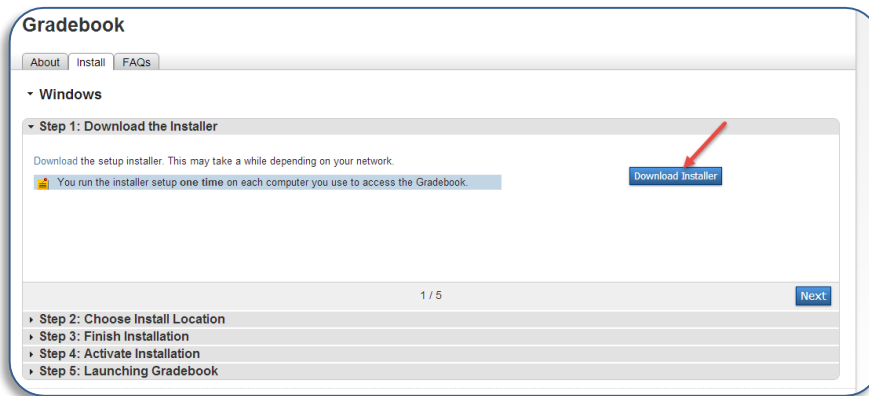 Gradebook
About Install FAQs
Windows
Step 1: Download the Installer
Download the setup installer. This may take a while depending on your network.
Download Installer
You run the installer setup one time on each computer you use to access the Gradebook.
1 / 5
Next
Step 2: Choose Install Location
Step 3: Finish Installation
Step 4: Activate Installation
Step 5: Launching Gradebook